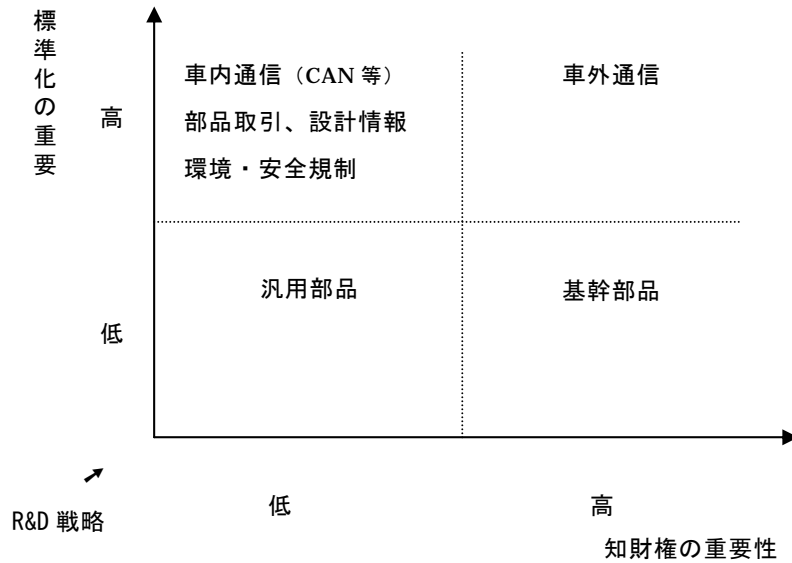 標準化の重要
高
車内通信（CAN 等）
部品取引、設計情報
環境・安全規制
車外通信
低
汎用部品
基幹部品
R&D 戦略
低
高
知財権の重要性